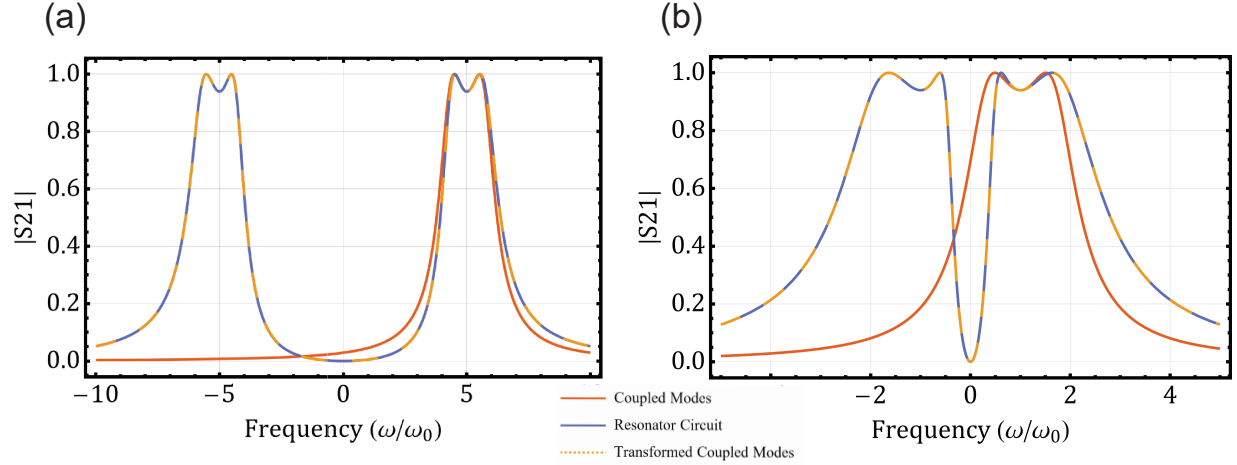 (a)
|S21|
1.0
0.8
0.6
0.4
0.2
0.0
−10 −5 0 5
Frequency (ω/ω₀)
(b)
|S21|
1.0
0.8
0.6
0.4
0.2
0.0
−2 0 2 4
Frequency (ω/ω₀)
Coupled Modes
Resonator Circuit
Transformed Coupled Modes